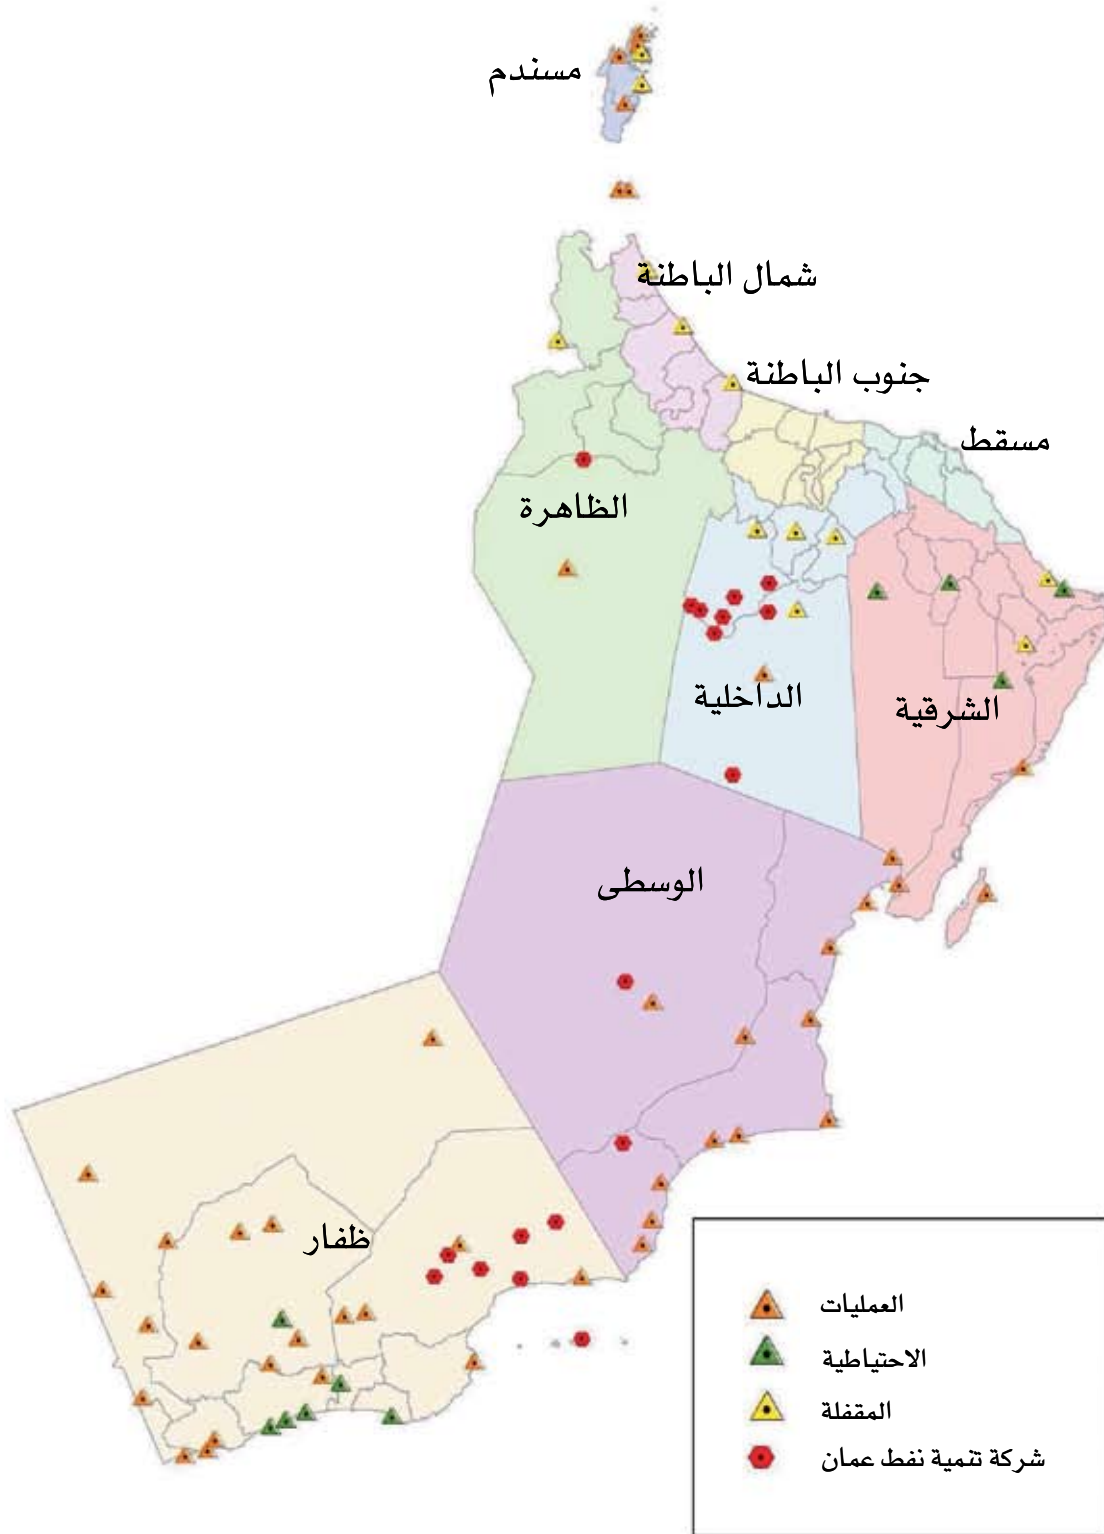 مسندم
شمال الباطنة
جنوب الباطنة
مسقط
الظاهرة
الداخلية
الشرقية
الوسطى
ظفار
العمليات
الاحتياطية
المقفلة
شركة تنمية نفط عمان